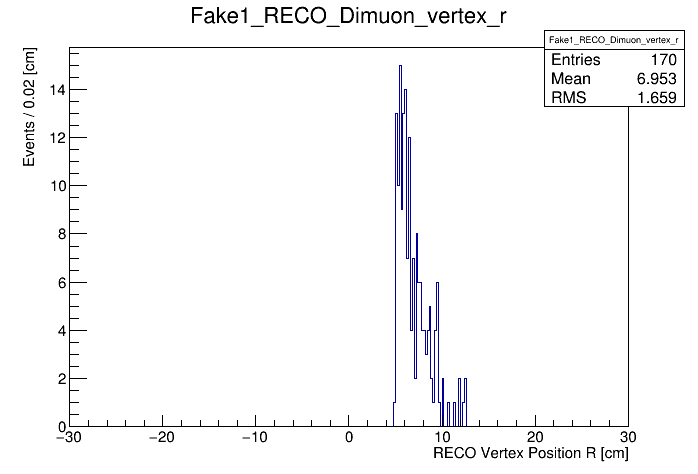 Fake1_RECO_Dimuon_vertex_r
Fake1_RECO_Dimuon_vertex_r
Entries 170
Mean 6.953
RMS 1.659
Events / 0.02 [cm]
14
12
10
8
6
4
2
0
−30 −20 −10 0 10 20 30
RECO Vertex Position R [cm]